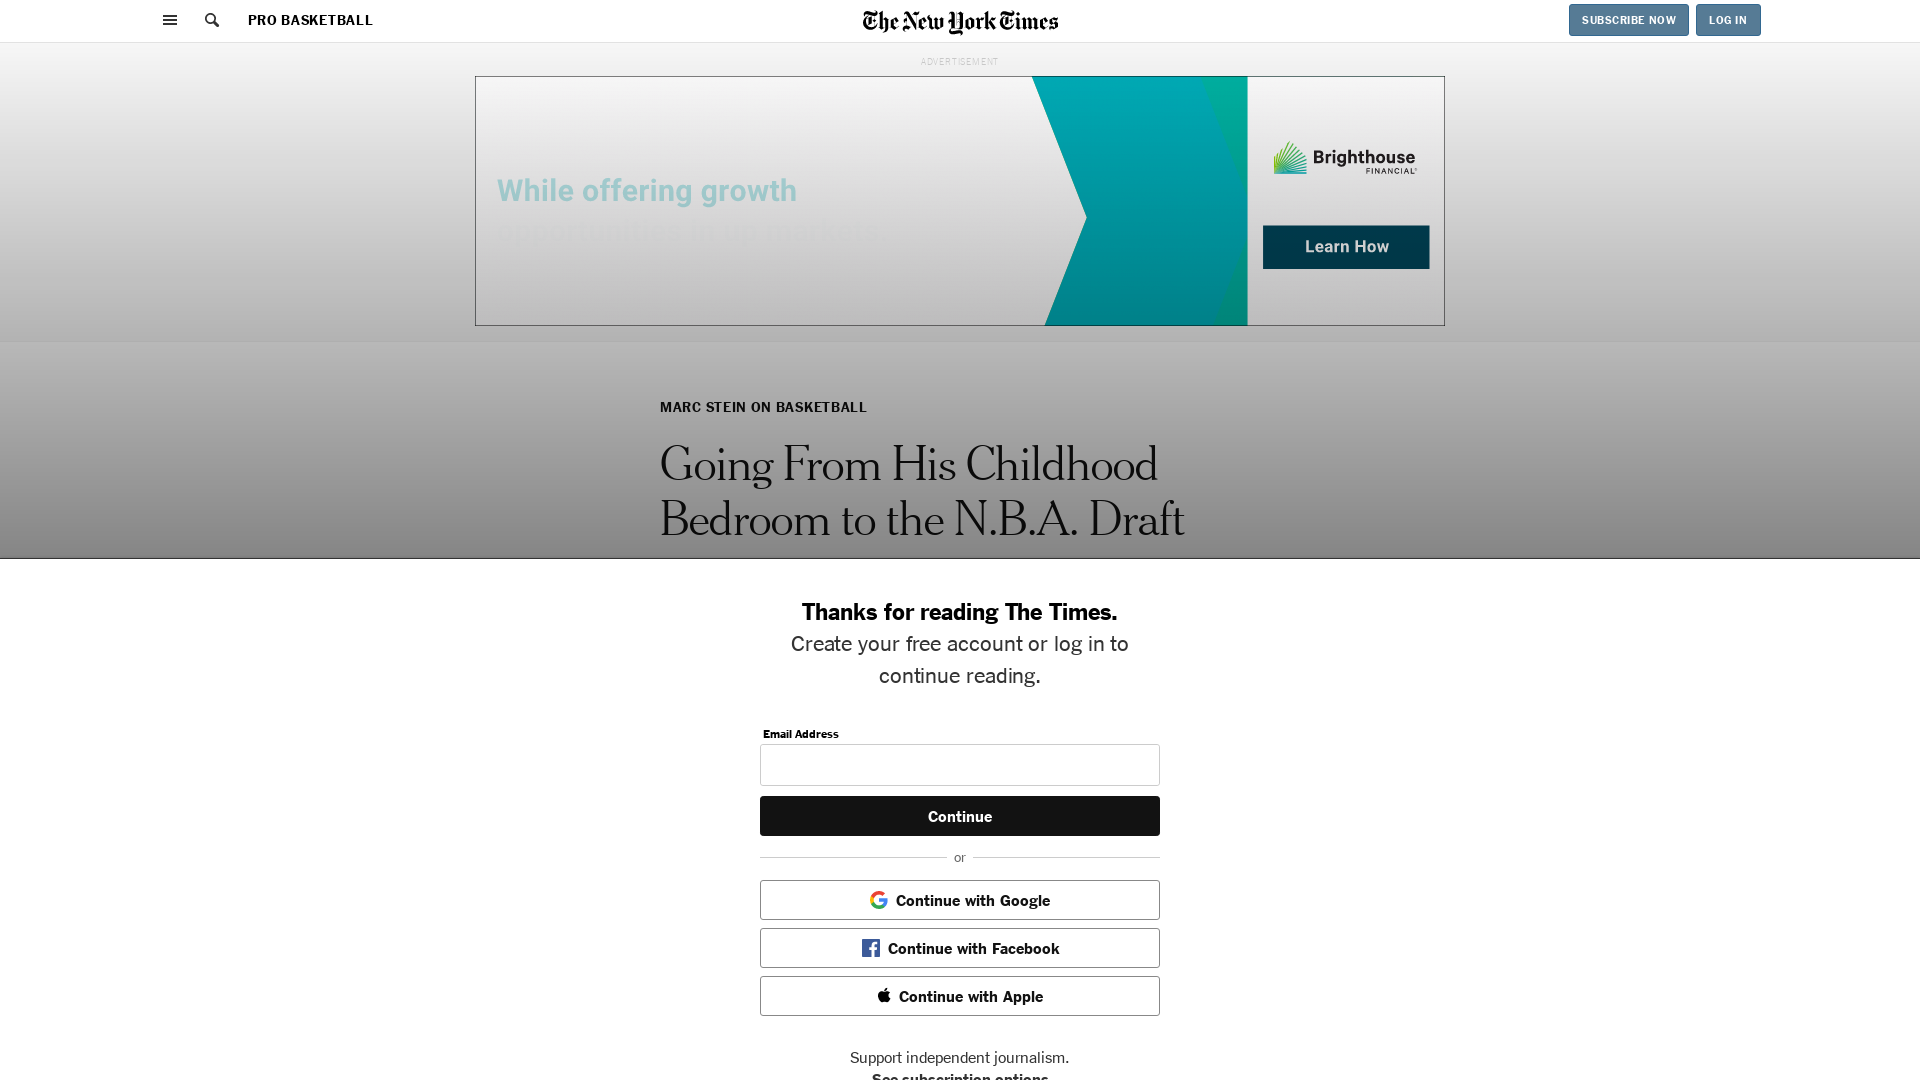 PRO BASKETBALL
The New York Times
SUBSCRIBE NOW
LOG IN
ADVERTISEMENT
While offering growth
Brighthouse
FINANCIAL
Learn How
MARC STEIN ON BASKETBALL
Going From His Childhood
Bedroom to the N.B.A. Draft
Thanks for reading The Times.
Create your free account or log in to
continue reading.
Email Address
Continue
or
Continue with Google
Continue with Facebook
Continue with Apple
Support independent journalism.
See subscription options